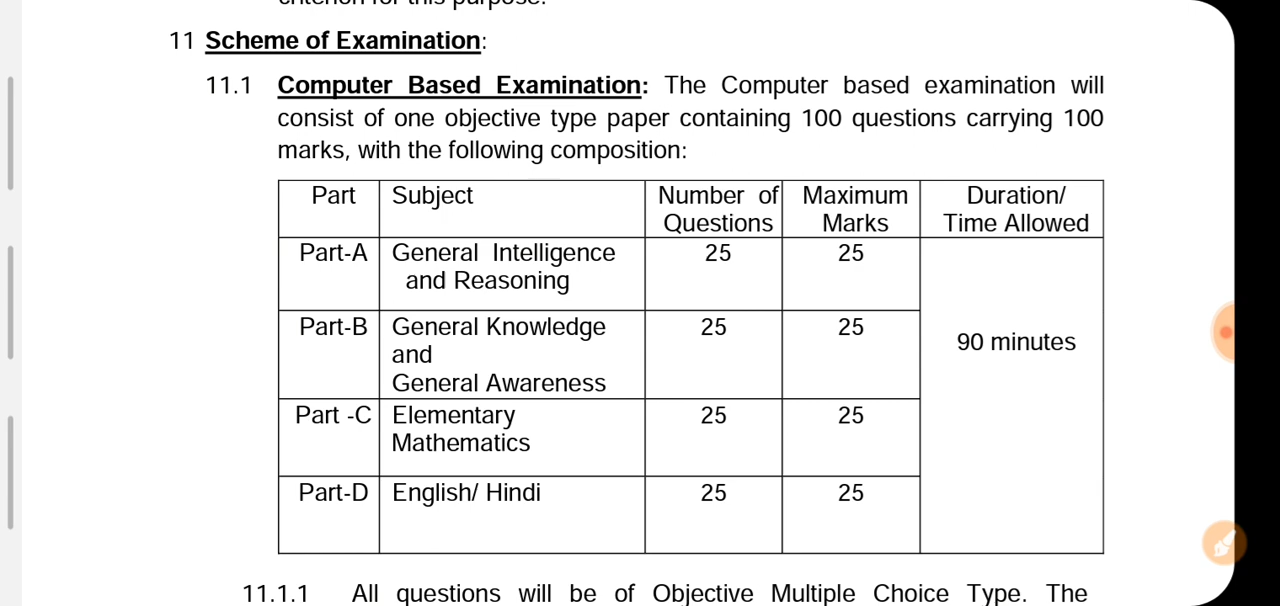 criterion for this purpose.
11 Scheme of Examination:
11.1 Computer Based Examination: The Computer based examination will
consist of one objective type paper containing 100 questions carrying 100
marks, with the following composition:
Part Subject Number of Maximum Duration/
Questions Marks Time Allowed
Part-A General Intelligence 25 25
and Reasoning
Part-B General Knowledge 25 25
90 minutes
and
General Awareness
Part -C Elementary 25 25
Mathematics
Part-D English/ Hindi 25 25
11.1.1 All questions will be of Objective Multiple Choice Type. The